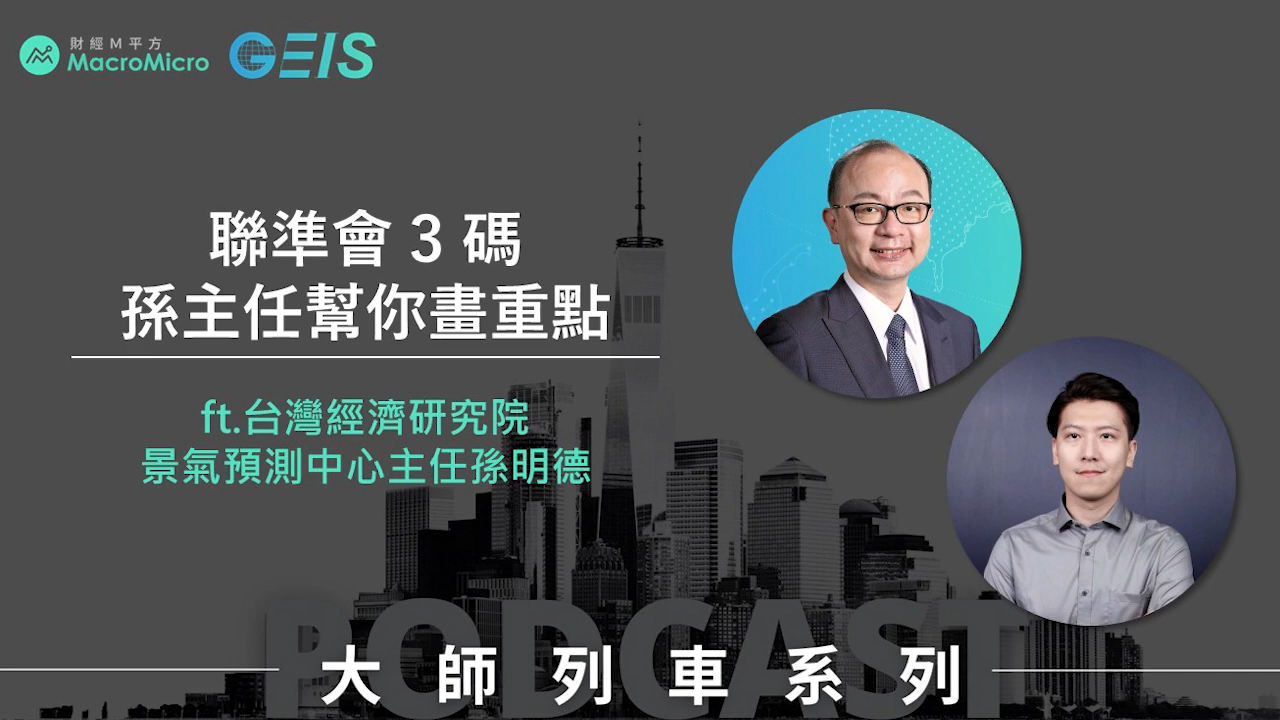 財經M平方
MacroMicro
GEIS
聯準會 3 碼
孫主任幫你畫重點
ft.台灣經濟研究院
景氣預測中心主任孫明德
PODCAST
大師列車系列